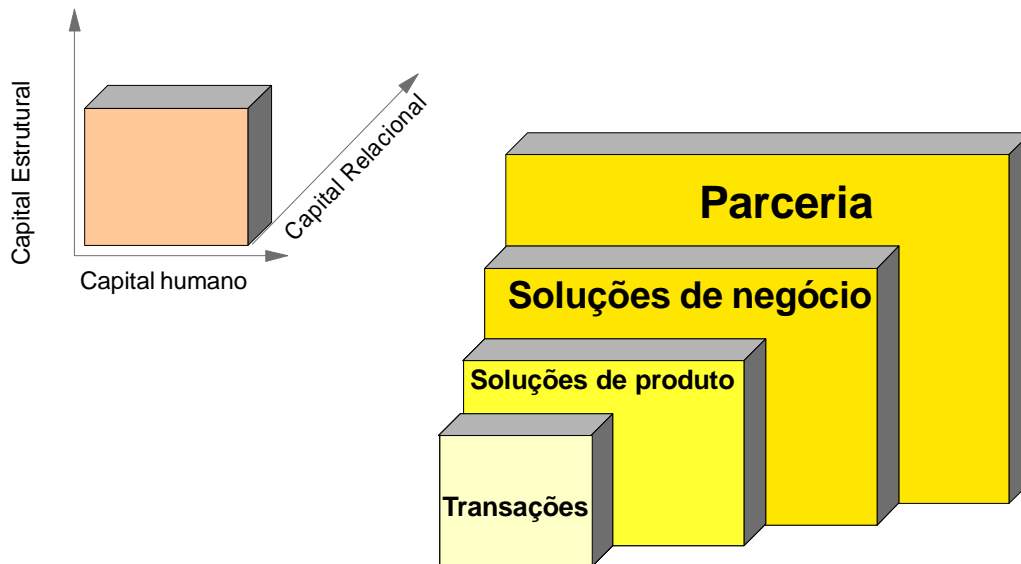 Capital Estrutural
Capital Relacional
Capital humano
Parceria
Soluções de negócio
Soluções de produto
Transações